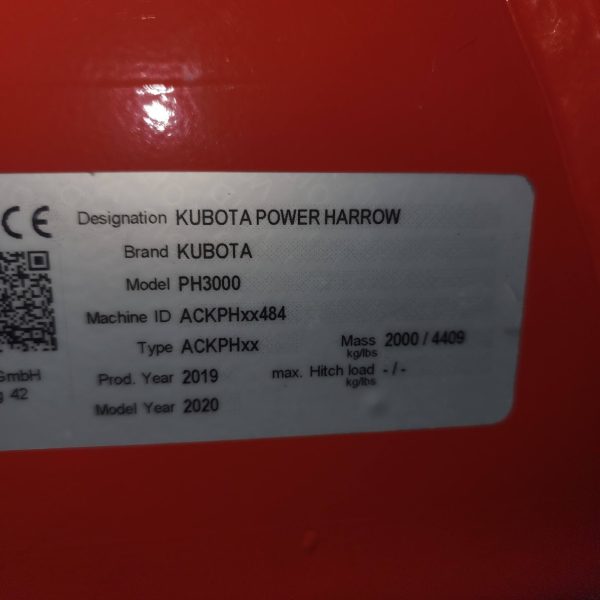 CE
Designation KUBOTA POWER HARROW
Brand KUBOTA
Model PH3000
Machine ID ACKPHxx484
Type ACKPHxx
Mass kg/lbs 2000 / 4409
Prod. Year 2019
max. Hitch load kg/lbs - / -
Model Year 2020
GmbH
42